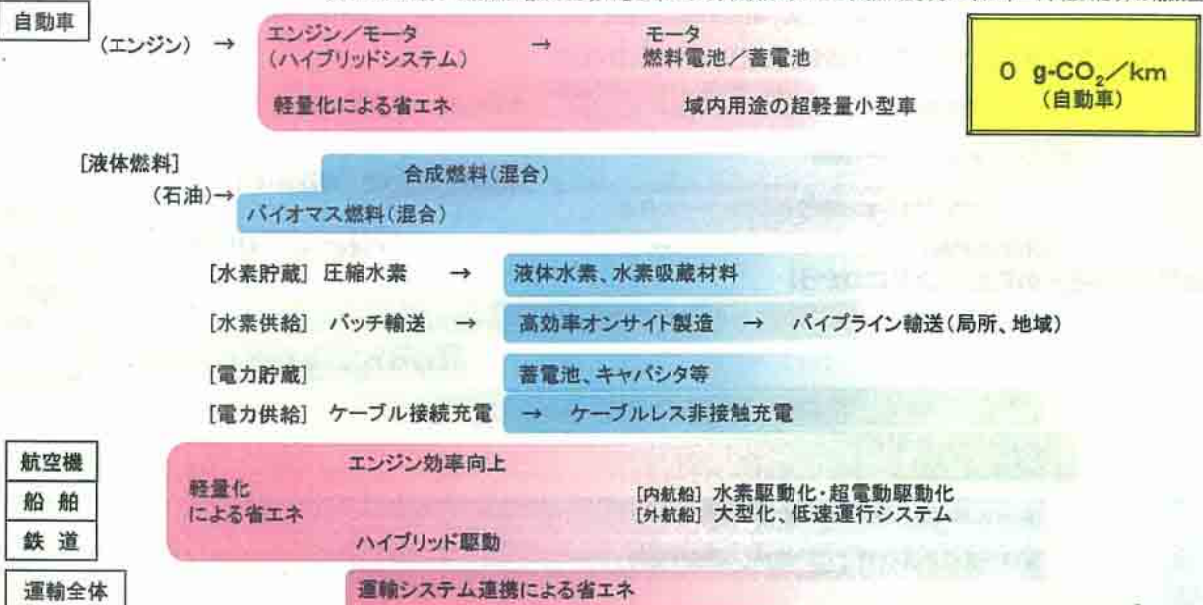 自動車
(エンジン) → エンジン/モータ → モータ
(ハイブリッドシステム) 燃料電池/蓄電池
軽量化による省エネ 域内用途の超軽量小型車
0 g-CO₂/km
(自動車)
[液体燃料]
(石油)→
合成燃料(混合)
バイオマス燃料(混合)
[水素貯蔵] 圧縮水素 → 液体水素、水素吸蔵材料
[水素供給] バッチ輸送 → 高効率オンサイト製造 → パイプライン輸送(局所、地域)
[電力貯蔵] 蓄電池、キャパシタ等
[電力供給] ケーブル接続充電 → ケーブルレス非接触充電
航空機
船舶
鉄道
エンジン効率向上
軽量化
による省エネ
[内航船] 水素駆動化・超電動駆動化
[外航船] 大型化、低速運行システム
ハイブリッド駆動
運輸全体
運輸システム連携による省エネ